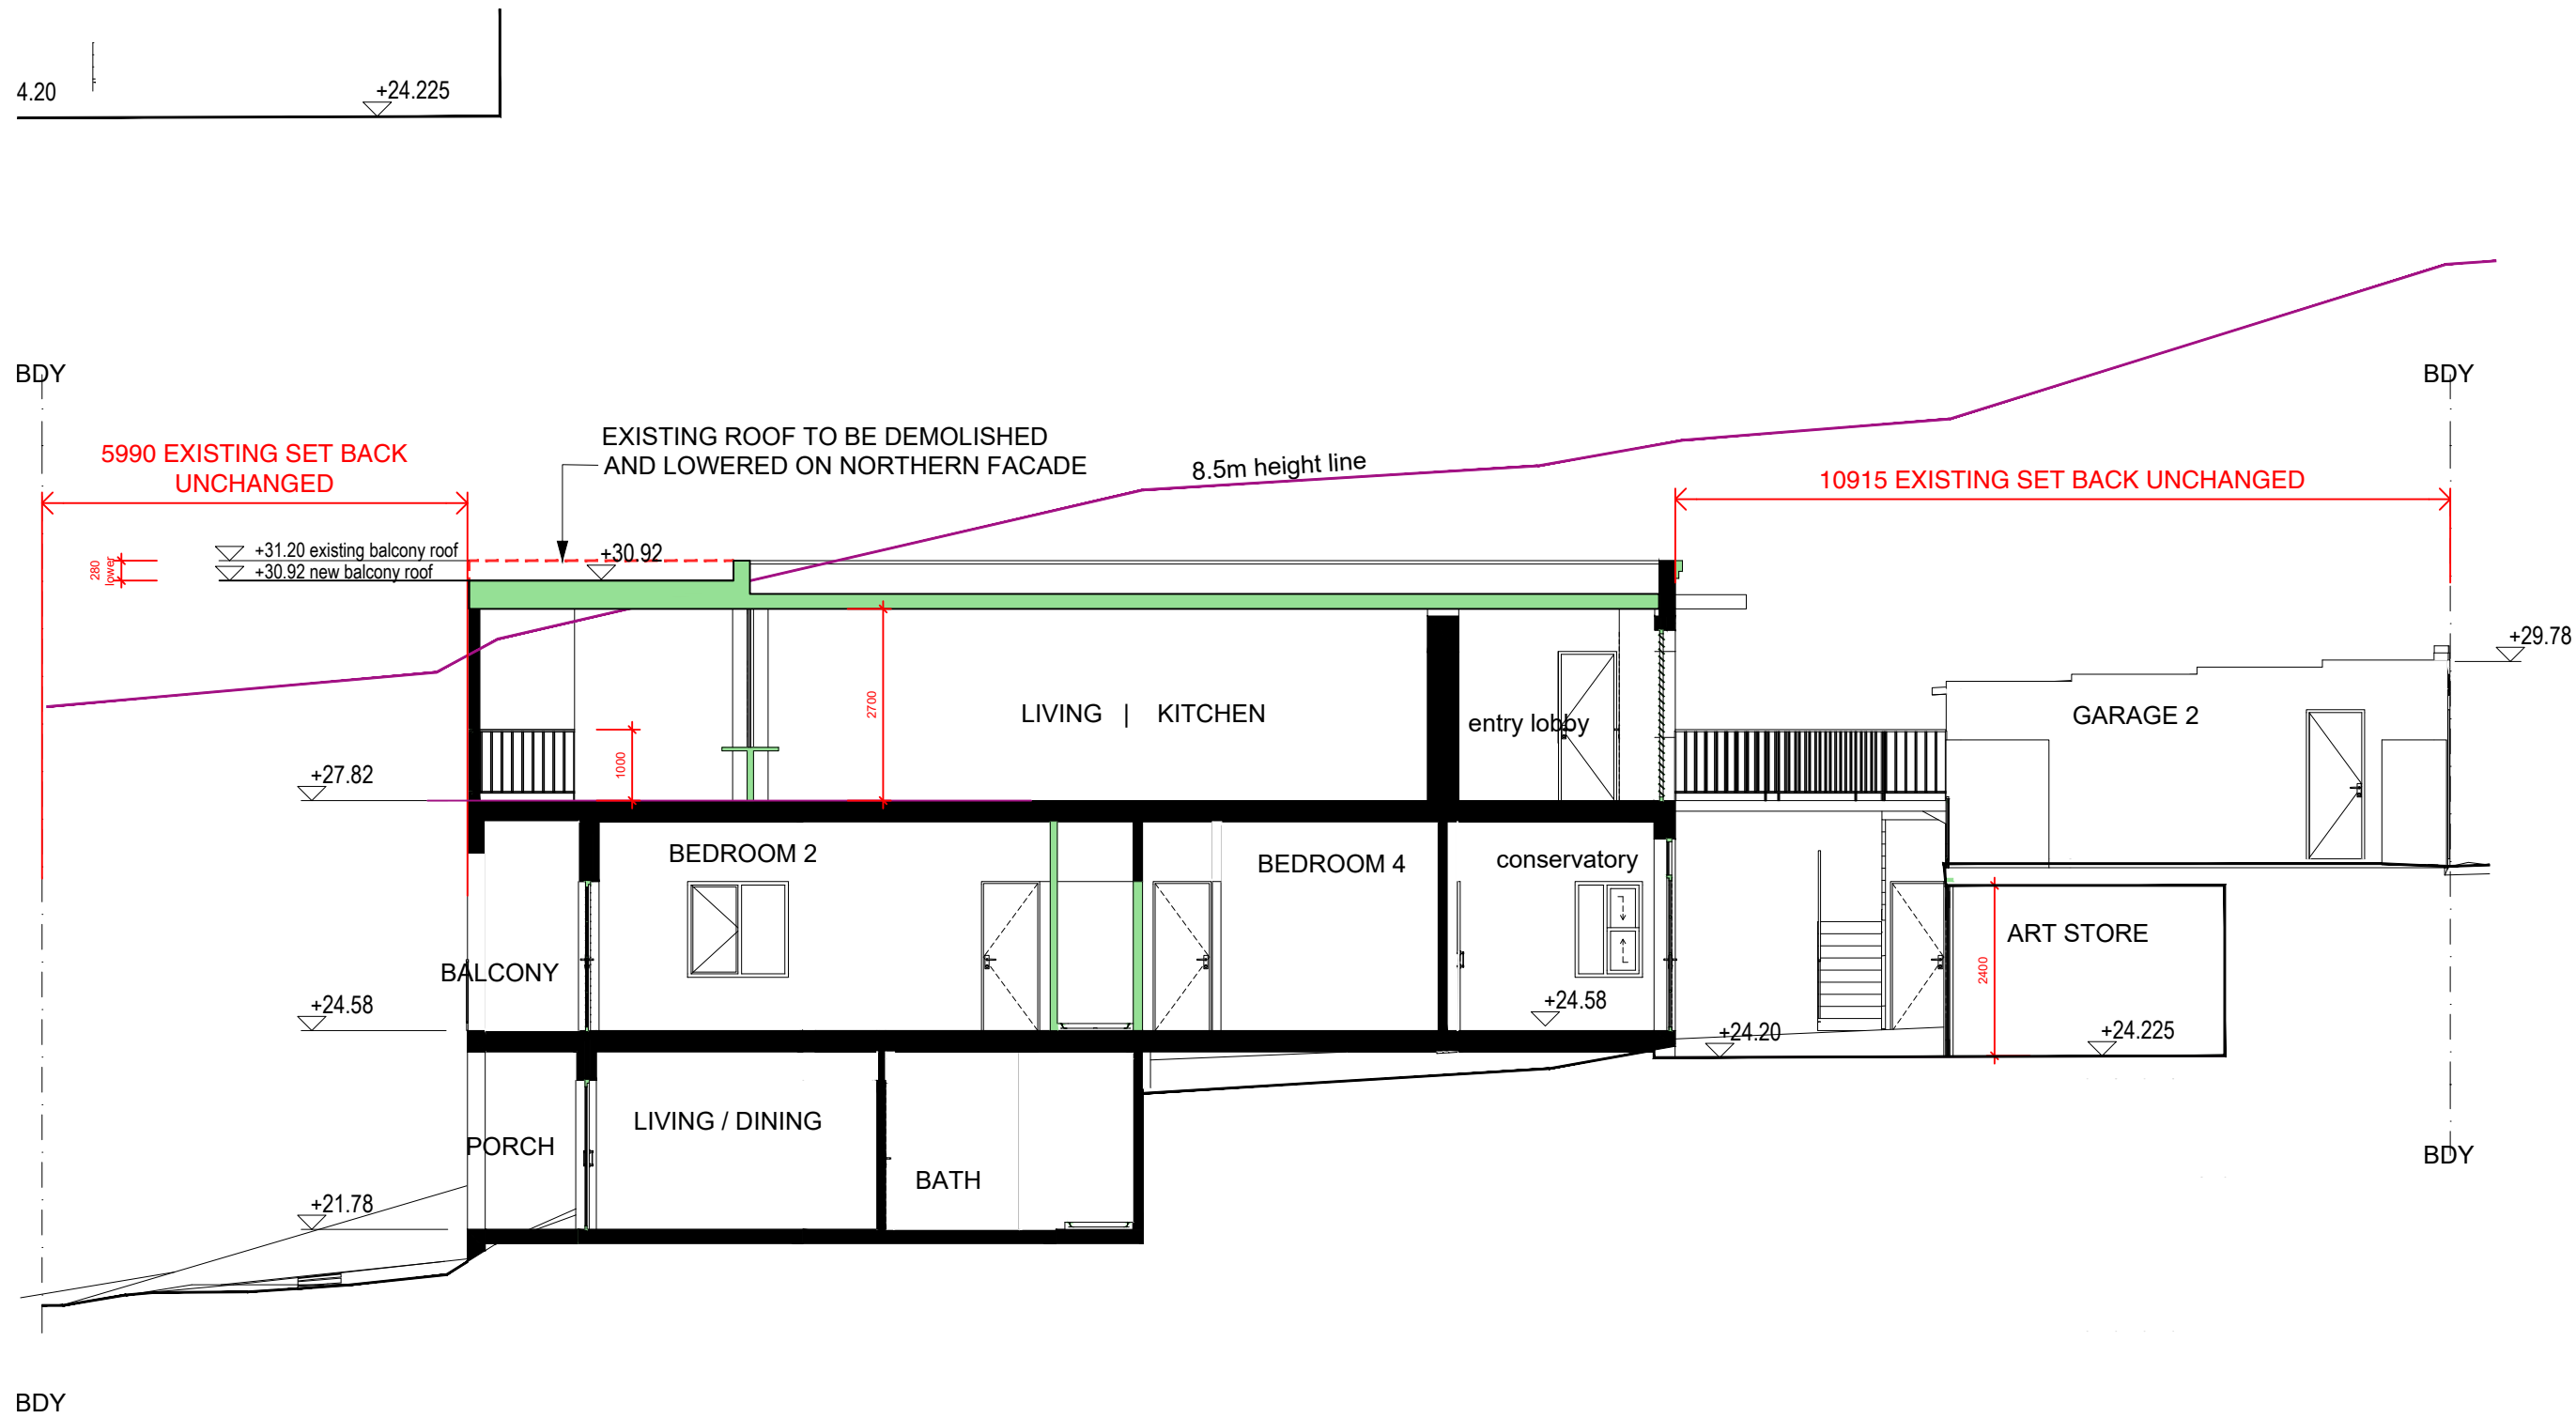 4.20
+24.225
BDY
BDY
5990 EXISTING SET BACK
UNCHANGED
EXISTING ROOF TO BE DEMOLISHED
AND LOWERED ON NORTHERN FACADE
8.5m height line
10915 EXISTING SET BACK UNCHANGED
+31.20 existing balcony roof
+30.92
280
lower
+30.92 new balcony roof
+29.78
2700
LIVING | KITCHEN
entry lobby
GARAGE 2
1000
+27.82
BEDROOM 2
BEDROOM 4
conservatory
ART STORE
BALCONY
2400
+24.58
+24.58
+24.20
+24.225
LIVING / DINING
PORCH
BDY
BATH
+21.78
BDY